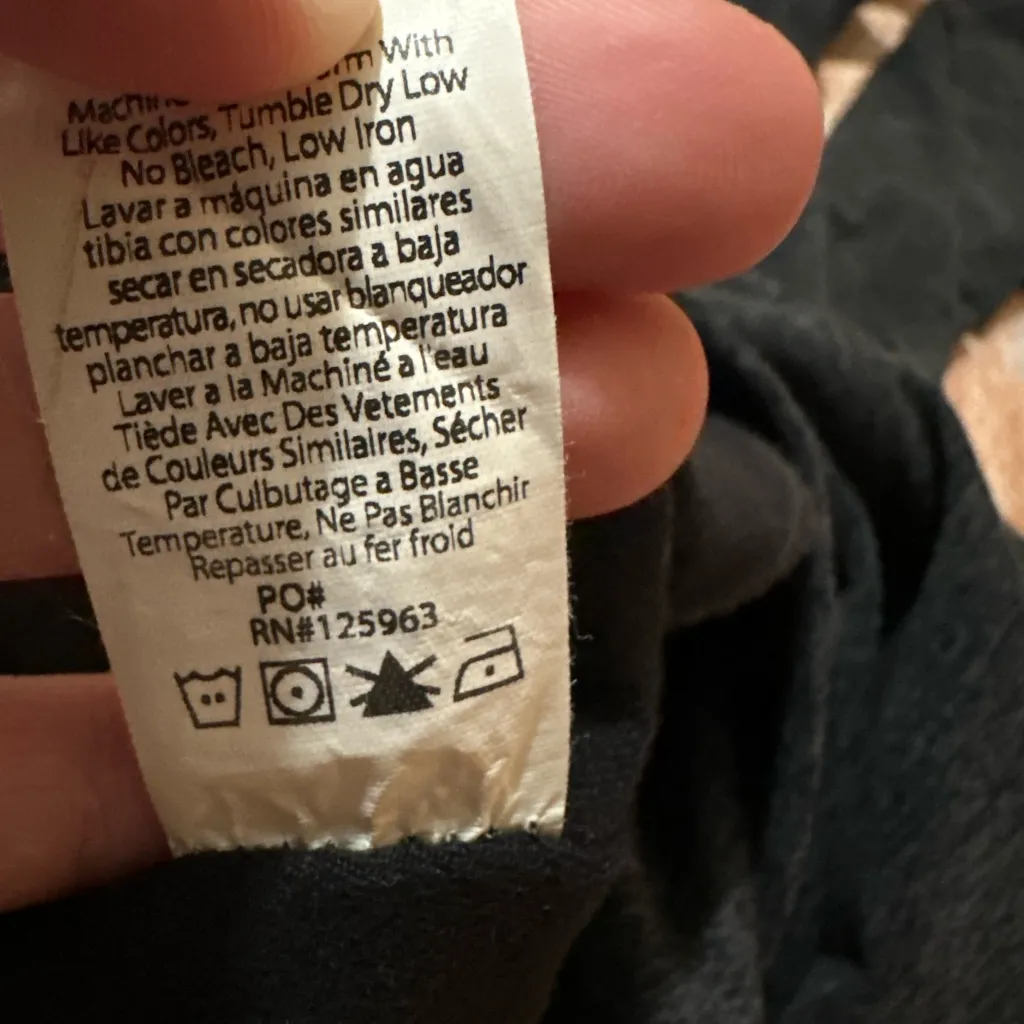 With
Like Colors, Tumble Dry Low
No Bleach, Low Iron
Lavar a máquina en agua
tibia con colores similares
secar en secadora a baja
temperatura, no usar blanqueador
planchar a baja temperatura
Laver a la Machiné a l'eau
Tiède Avec Des Vetements
de Couleurs Similaires, Sécher
Par Culbutage a Basse
Temperature, Ne Pas Blanchir
Repasser au fer froid
PO#
RN#125963